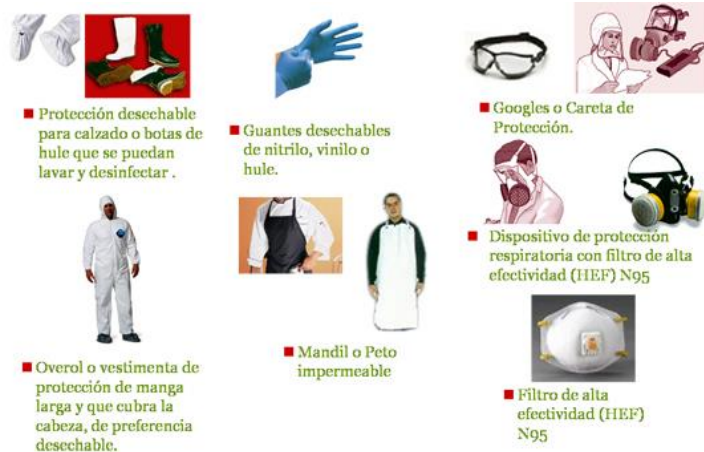 ■ Protección desechable
para calzado o botas de
hule que se puedan
lavar y desinfectar .
■ Guantes desechables
de nitrilo, vinilo o
hule.
■ Googles o Careta de
Protección.
■ Dispositivo de protección
respiratoria con filtro de alta
efectividad (HEF) N95
■ Overol o vestimenta de
protección de manga
larga y que cubra la
cabeza, de preferencia
desechable.
■ Mandil o Peto
impermeable
■ Filtro de alta
efectividad (HEF)
N95